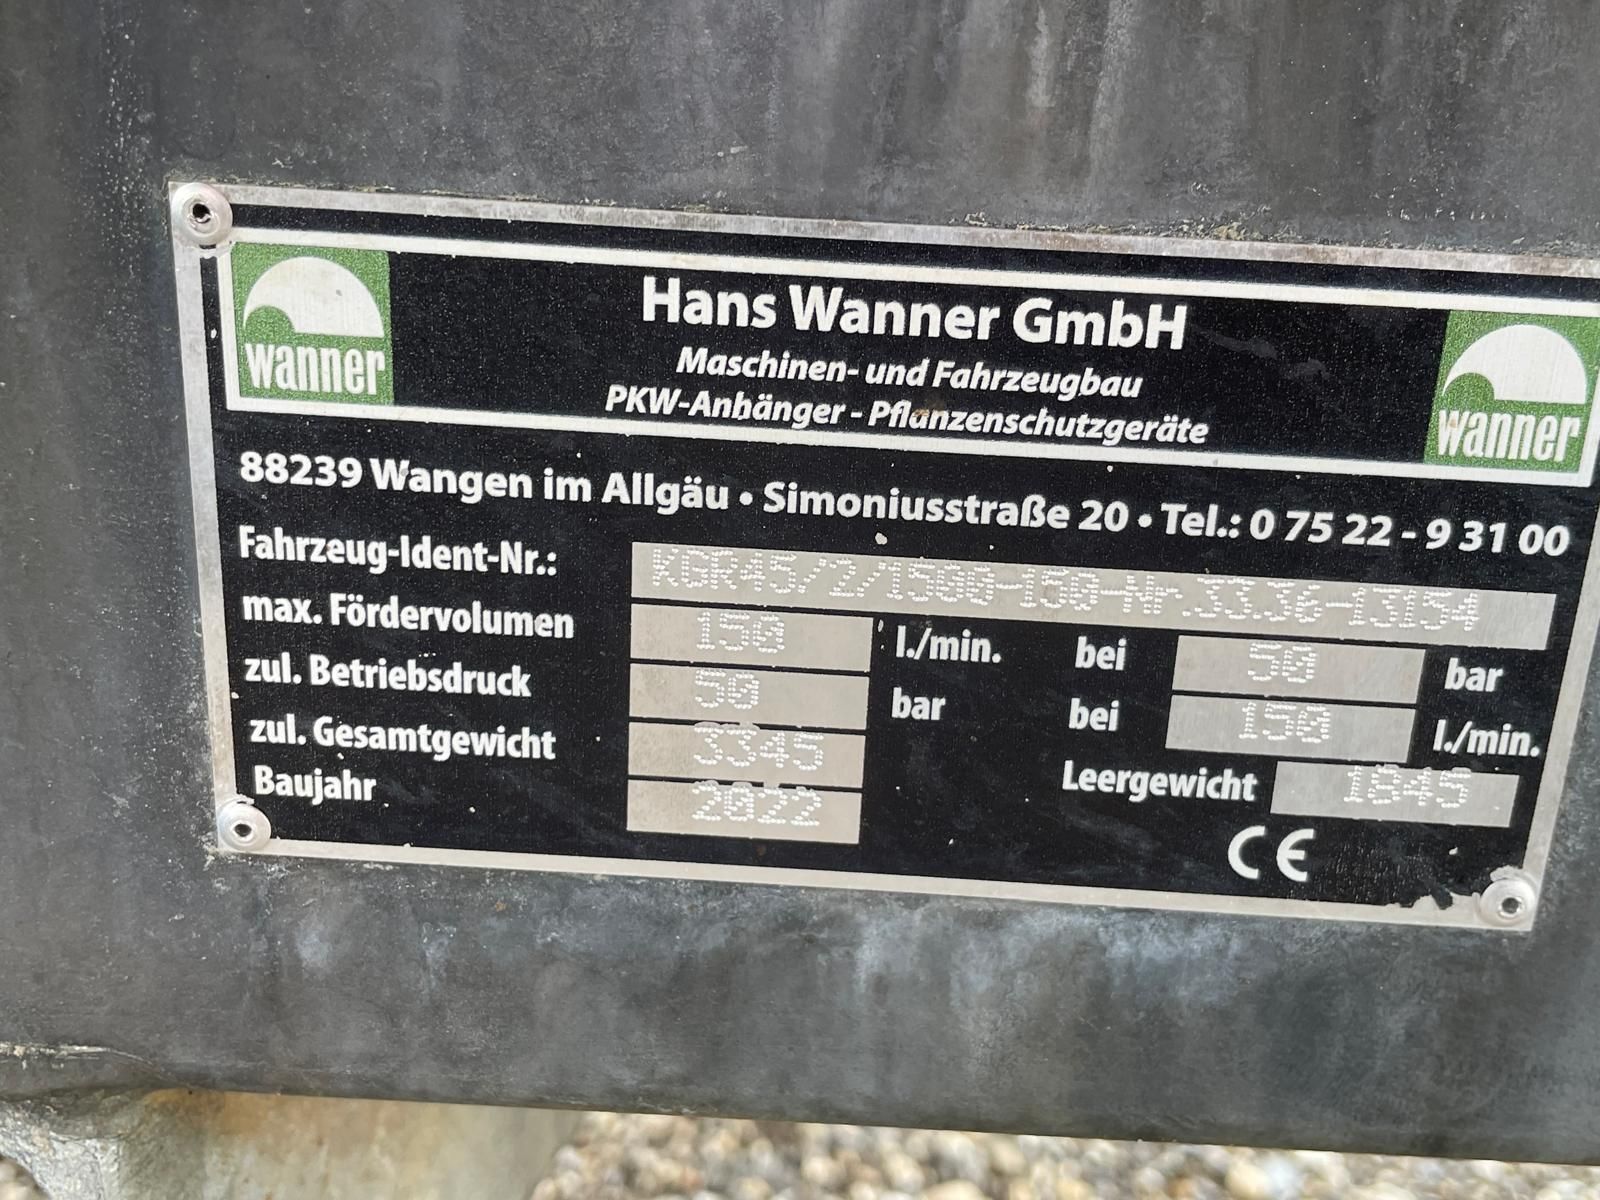 wanner
Hans Wanner GmbH
Maschinen- und Fahrzeugbau
PKW-Anhänger - Pflanzenschutzgeräte
wanner
88239 Wangen im Allgäu • Simoniusstraße 20 • Tel.: 0 75 22 - 9 31 00
Fahrzeug-Ident-Nr.: KGR45/2/1500-150-Nr.33.36-13154
max. Fördervolumen 150 l./min. bei 50 bar
zul. Betriebsdruck 50 bar bei 150 l./min.
zul. Gesamtgewicht 3345 Leergewicht 1845
Baujahr 2022
CE